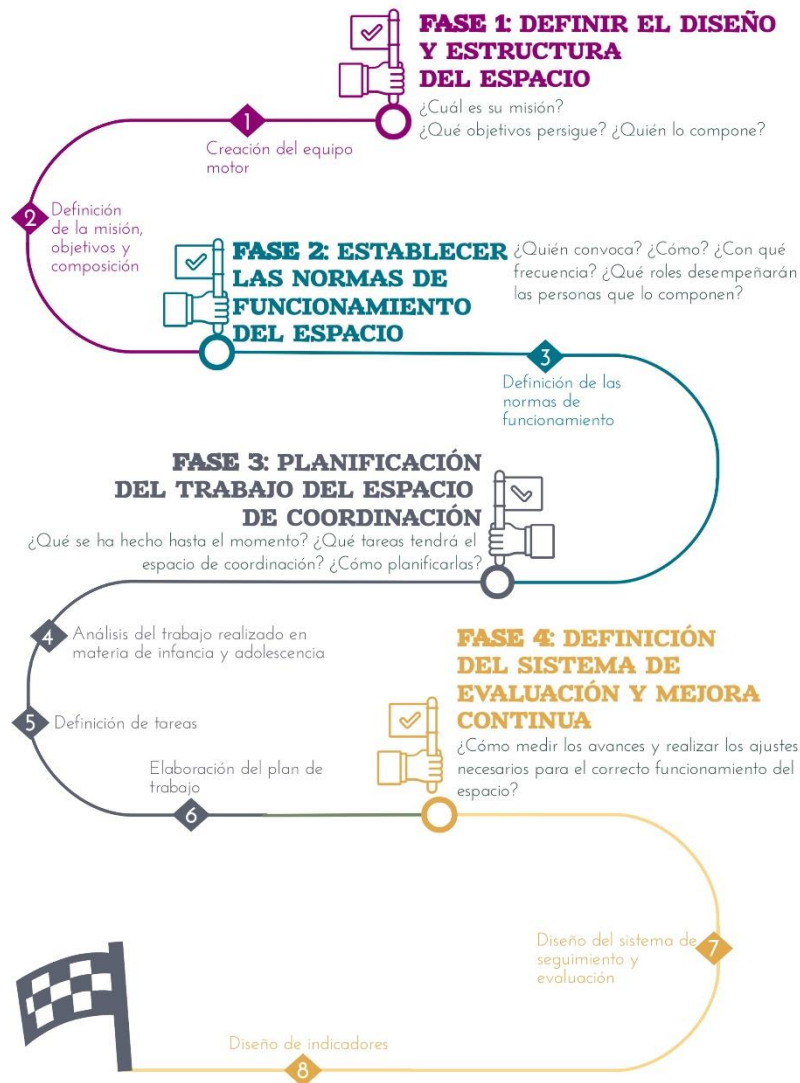 FASE 1: DEFINIR EL DISEÑO
Y ESTRUCTURA
DEL ESPACIO
¿Cuál es su misión?
¿Qué objetivos persigue? ¿Quién lo compone?
1
Creación del equipo
motor
2
Definición
de la misión,
objetivos y
composición
FASE 2: ESTABLECER
LAS NORMAS DE
FUNCIONAMIENTO
DEL ESPACIO
¿Quién convoca? ¿Cómo? ¿Con qué
frecuencia? ¿Qué roles desempeñarán
las personas que lo componen?
3
Definición de las
normas de
funcionamiento
FASE 3: PLANIFICACIÓN
DEL TRABAJO DEL ESPACIO
DE COORDINACIÓN
¿Qué se ha hecho hasta el momento? ¿Qué tareas tendrá el
espacio de coordinación? ¿Cómo planificarlas?
4
Análisis del trabajo realizado en
materia de infancia y adolescencia
5
Definición de tareas
Elaboración del plan de
trabajo
6
FASE 4: DEFINICIÓN
DEL SISTEMA DE
EVALUACIÓN Y MEJORA
CONTINUA
¿Cómo medir los avances y realizar los ajustes
necesarios para el correcto funcionamiento del
espacio?
Diseño del sistema de
seguimiento y
evaluación
7
Diseño de indicadores
8